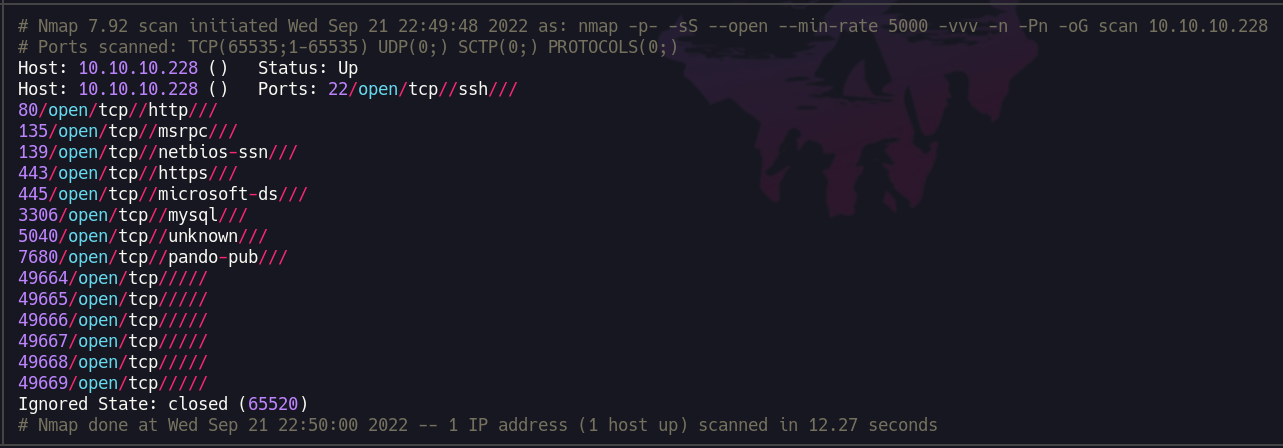 # Nmap 7.92 scan initiated Wed Sep 21 22:49:48 2022 as: nmap -p- -sS --open --min-rate 5000 -vvv -n -Pn -oG scan 10.10.10.228
# Ports scanned: TCP(65535;1-65535) UDP(0;) SCTP(0;) PROTOCOLS(0;)
Host: 10.10.10.228 ()   Status: Up
Host: 10.10.10.228 ()   Ports: 22/open/tcp//ssh///
80/open/tcp//http///
135/open/tcp//msrpc///
139/open/tcp//netbios-ssn///
443/open/tcp//https///
445/open/tcp//microsoft-ds///
3306/open/tcp//mysql///
5040/open/tcp//unknown///
7680/open/tcp//pando-pub///
49664/open/tcp/////
49665/open/tcp/////
49666/open/tcp/////
49667/open/tcp/////
49668/open/tcp/////
49669/open/tcp/////
Ignored State: closed (65520)
# Nmap done at Wed Sep 21 22:50:00 2022 -- 1 IP address (1 host up) scanned in 12.27 seconds